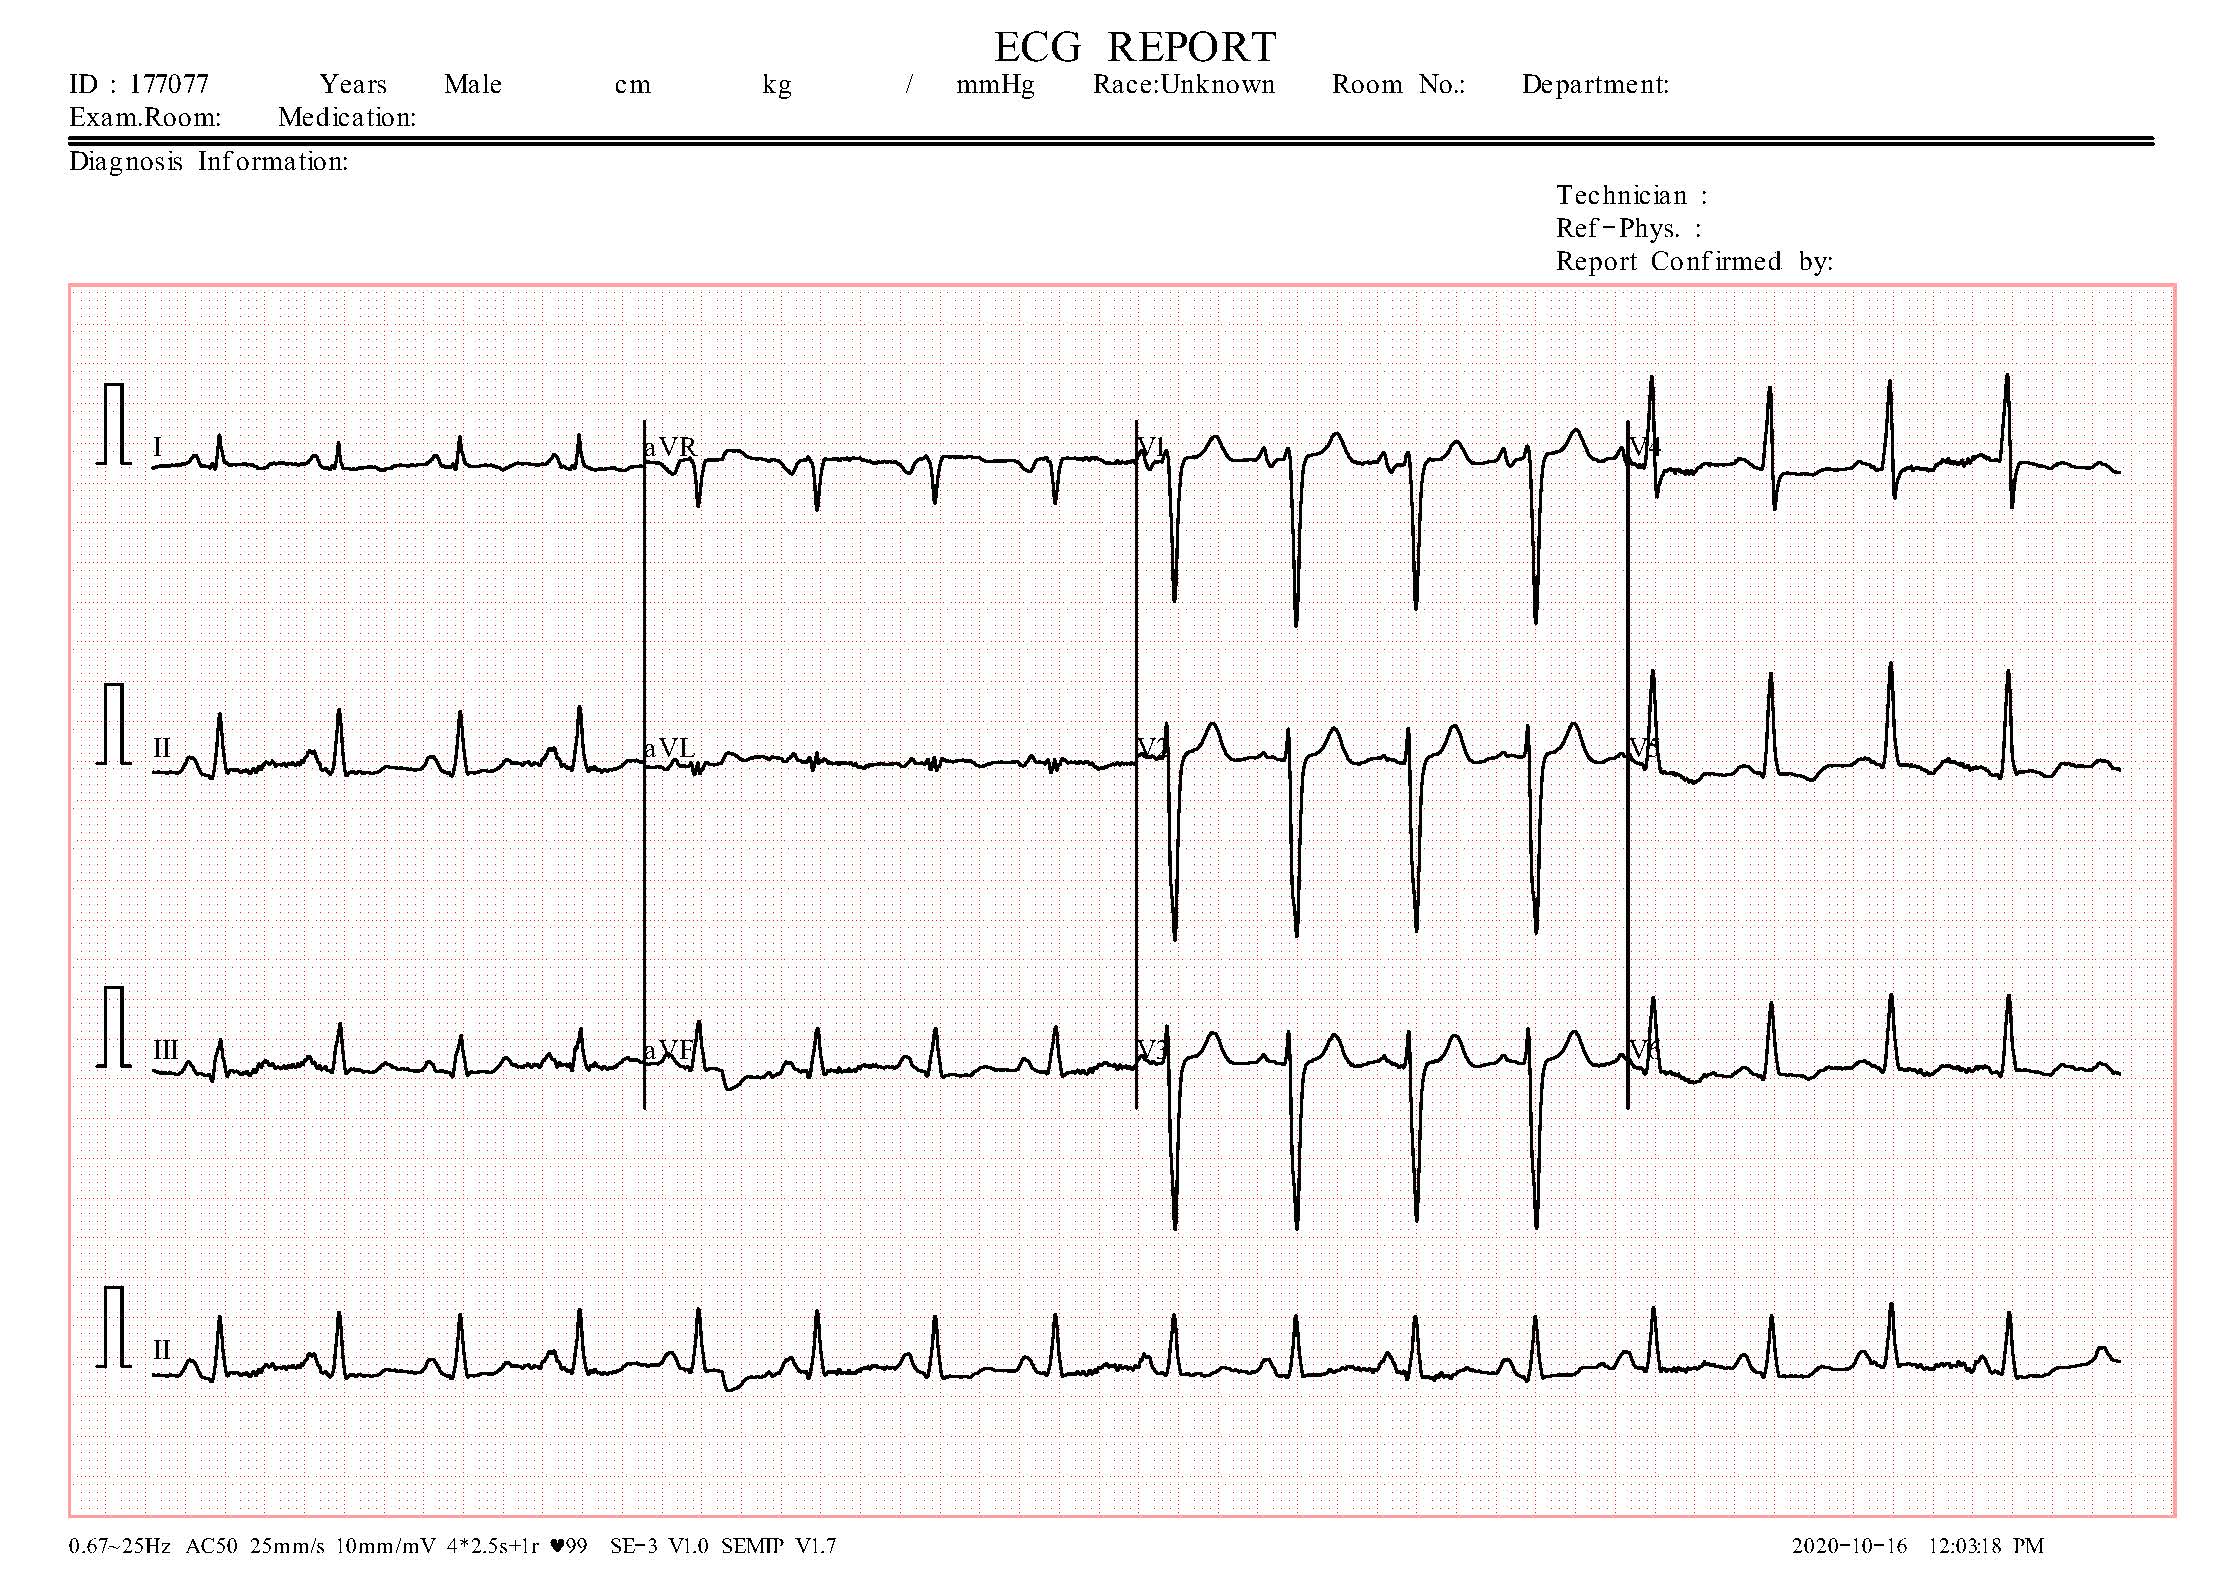 ECG REPORT
ID : 177077 Years Male cm kg / mmHg Race:Unknown Room No.: Department:
Exam.Room: Medication:
Diagnosis Information:
Technician :
Ref-Phys. :
Report Confirmed by:
I aVR V1 V4
II aVL V2 V5
III aVF V3 V6
II
0.67~25Hz AC50 25mm/s 10mm/mV 4*2.5s+1r ♥99 SE-3 V1.0 SEMIP V1.7 2020-10-16 12:03:18 PM